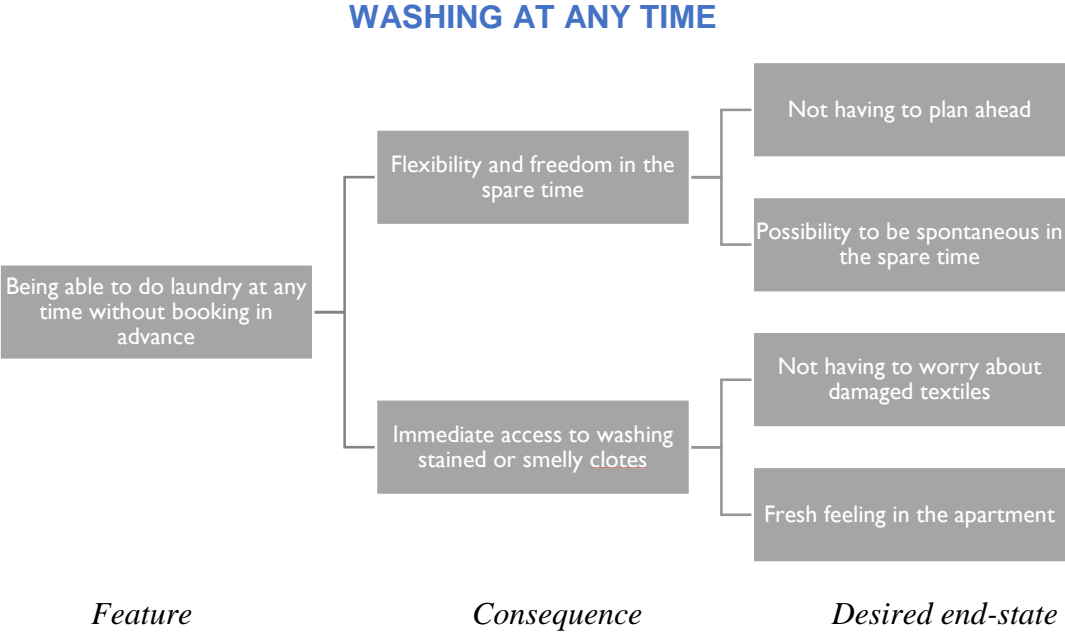 WASHING AT ANY TIME
Being able to do laundry at any
time without booking in
advance
Flexibility and freedom in the
spare time
Immediate access to washing
stained or smelly clotes
Not having to plan ahead
Possibility to be spontaneous in
the spare time
Not having to worry about
damaged textiles
Fresh feeling in the apartment
Feature
Consequence
Desired end-state